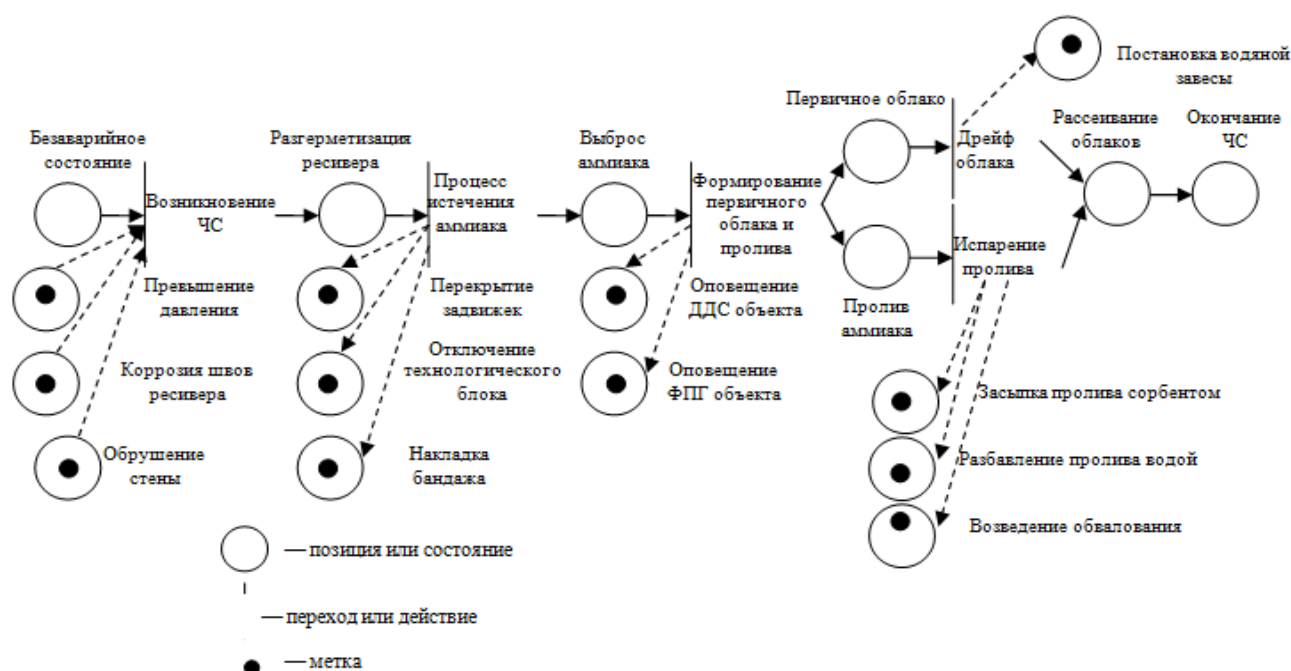 Постановка водяной
завесы
Первичное облако
Рассеивание
облаков
Окончание
ЧС
Безаварийное
состояние
Разгерметизация
ресивера
Выброс
аммиака
Дрейф
облака
Возникновение
ЧС
Процесс
истечения
аммиака
Формирование
первичного
облака и
пролива
Испарение
пролива
Превышение
давления
Перекрытие
задвижек
Оповещение
ДДС объекта
Пролив
аммиака
Коррозия швов
ресивера
Отключение
технологического
блока
Оповещение
ФПГ объекта
Засыпка пролива сорбентом
Обрушение
стены
Накладка
бандажа
Разбавление пролива водой
Возведение обвалования
— позиция или состояние
— переход или действие
— метка